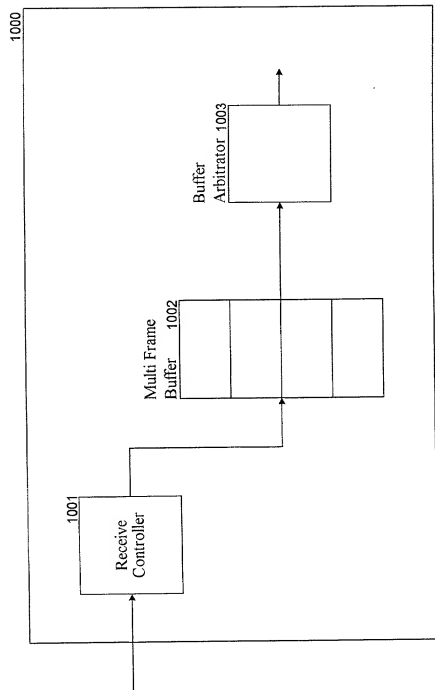 1000
1001
Receive
Controller
Multi Frame
Buffer 1002
Buffer
Arbitrator 1003